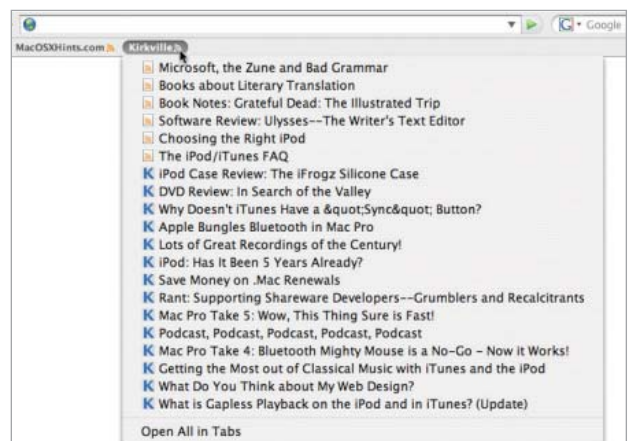 Google
MacOSXHints.com Kirkville
Microsoft, the Zune and Bad Grammar
Books about Literary Translation
Book Notes: Grateful Dead: The Illustrated Trip
Software Review: Ulysses--The Writer's Text Editor
Choosing the Right iPod
The iPod/iTunes FAQ
K iPod Case Review: The iFrogz Silicone Case
K DVD Review: In Search of the Valley
K Why Doesn't iTunes Have a &quot;Sync&quot; Button?
K Apple Bungles Bluetooth in Mac Pro
K Lots of Great Recordings of the Century!
K iPod: Has It Been 5 Years Already?
K Save Money on .Mac Renewals
K Rant: Supporting Shareware Developers--Grumblers and Recalcitrants
K Mac Pro Take 5: Wow, This Thing Sure is Fast!
K Podcast, Podcast, Podcast, Podcast, Podcast
K Mac Pro Take 4: Bluetooth Mighty Mouse is a No-Go - Now it Works!
K Getting the Most out of Classical Music with iTunes and the iPod
K What Do You Think about My Web Design?
K What is Gapless Playback on the iPod and in iTunes? (Update)
Open All in Tabs